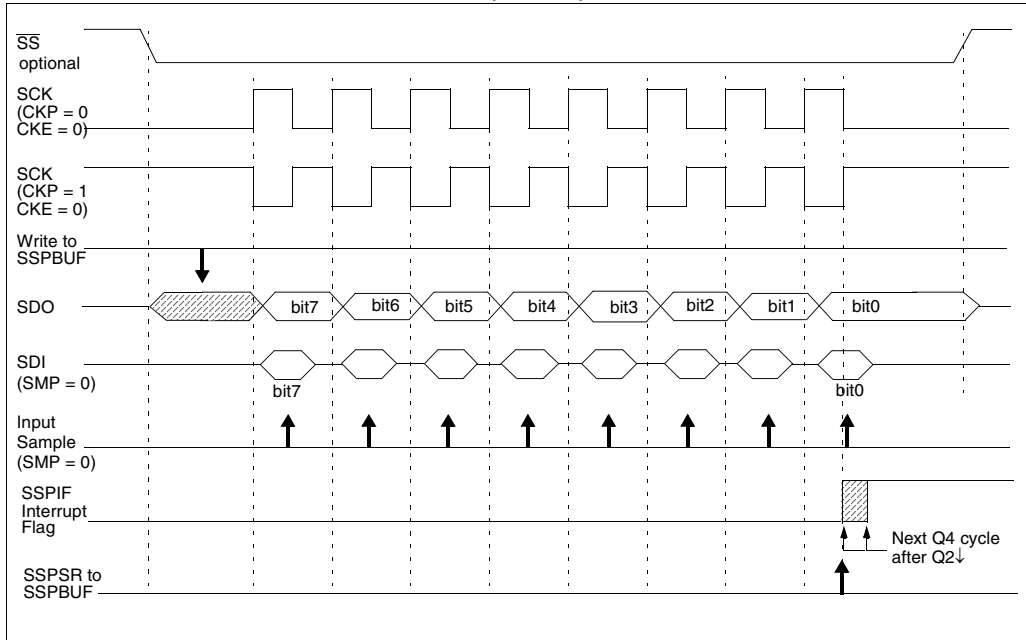 SS
optional
SCK
(CKP = 0
CKE = 0)
SCK
(CKP = 1
CKE = 0)
Write to
SSPBUF
SDO
bit7 bit6 bit5 bit4 bit3 bit2 bit1 bit0
SDI
(SMP = 0)
bit7 bit0
Input
Sample
(SMP = 0)
SSPIF
Interrupt
Flag
Next Q4 cycle
after Q2↓
SSPSR to
SSPBUF